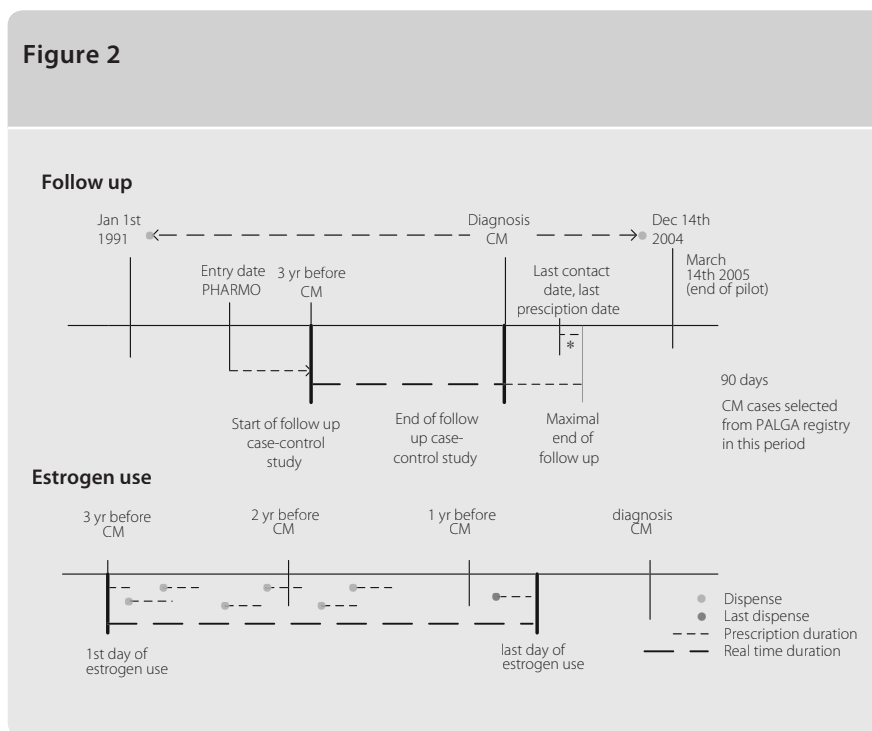 Figure 2
Follow up
Jan 1st
1991
Diagnosis
CM
Dec 14th
2004
March
14th 2005
(end of pilot)
Entry date
PHARMO
3 yr before
CM
Last contact
date, last
presciption date
*
90 days
CM cases selected
from PALGA registry
in this period
Start of follow up
case-control
study
End of follow
up case-
control study
Maximal
end of
follow up
Estrogen use
3 yr before
CM
2 yr before
CM
1 yr before
CM
diagnosis
CM
1st day of
estrogen use
last day of
estrogen use
Dispense
Last dispense
Prescription duration
Real time duration